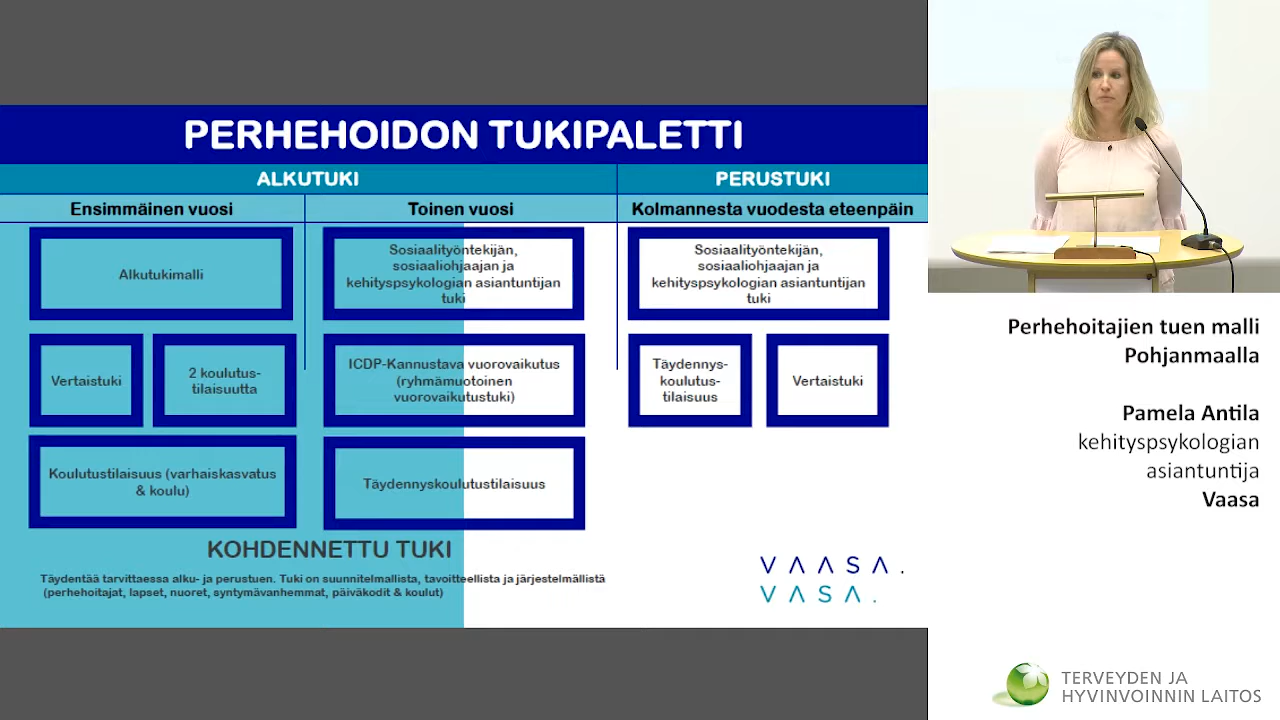 PERHEHOIDON TUKIPALETTI
ALKUTUKI
PERUSTUKI
Ensimmäinen vuosi
Toinen vuosi
Kolmannesta vuodesta eteenpäin
Alkutukimalli
Sosiaalityöntekijän,
sosiaaliohjaajan ja
kehityspsykologian asiantuntijan
tuki
Sosiaalityöntekijän,
sosiaaliohjaajan ja
kehityspsykologian asiantuntijan
tuki
Vertaistuki
2 koulutus-
tilaisuutta
ICDP-Kannustava vuorovaikutus
(ryhmämuotoinen
vuorovaikutustuki)
Täydennys-
koulutus-
tilaisuus
Vertaistuki
Koulutustilaisuus (varhaiskasvatus
& koulu)
Täydennyskoulutustilaisuus
KOHDENNETTU TUKI
Täydentää tarvittaessa alku- ja perustuen. Tuki on suunnitelmallista, tavoitteellista ja järjestelmällistä
(perhehoitajat, lapset, nuoret, syntymävanhemmat, päiväkodit & koulut)
VAASA.
VASA.
Perhehoitajien tuen malli
Pohjanmaalla
Pamela Antila
kehityspsykologian
asiantuntija
Vaasa
TERVEYDEN JA
HYVINVOINNIN LAITOS